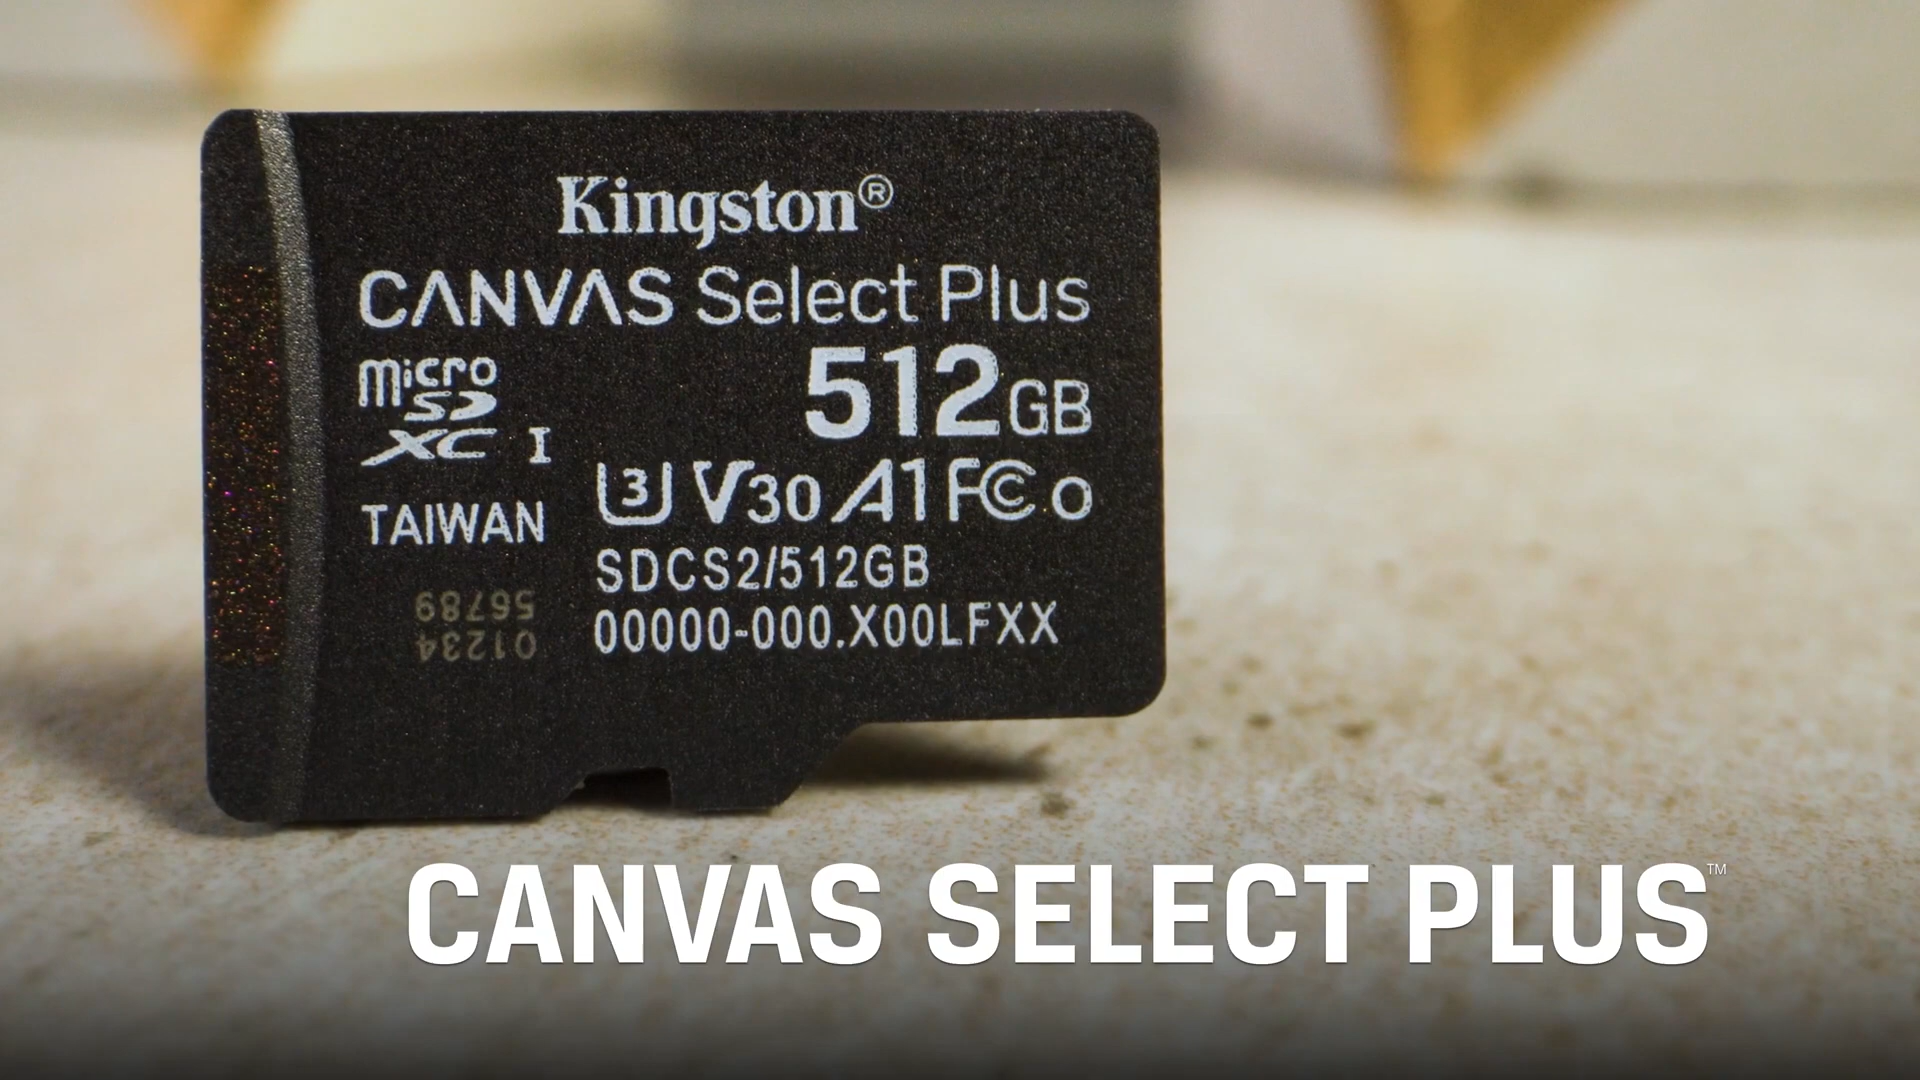 Kingston®
CANVAS Select Plus
micro
SD
XC I
512GB
U3 V30 A1 FC o
TAIWAN
SDCS2/512GB
00000-000.X00LFXX
01234
56789
CANVAS SELECT PLUS™